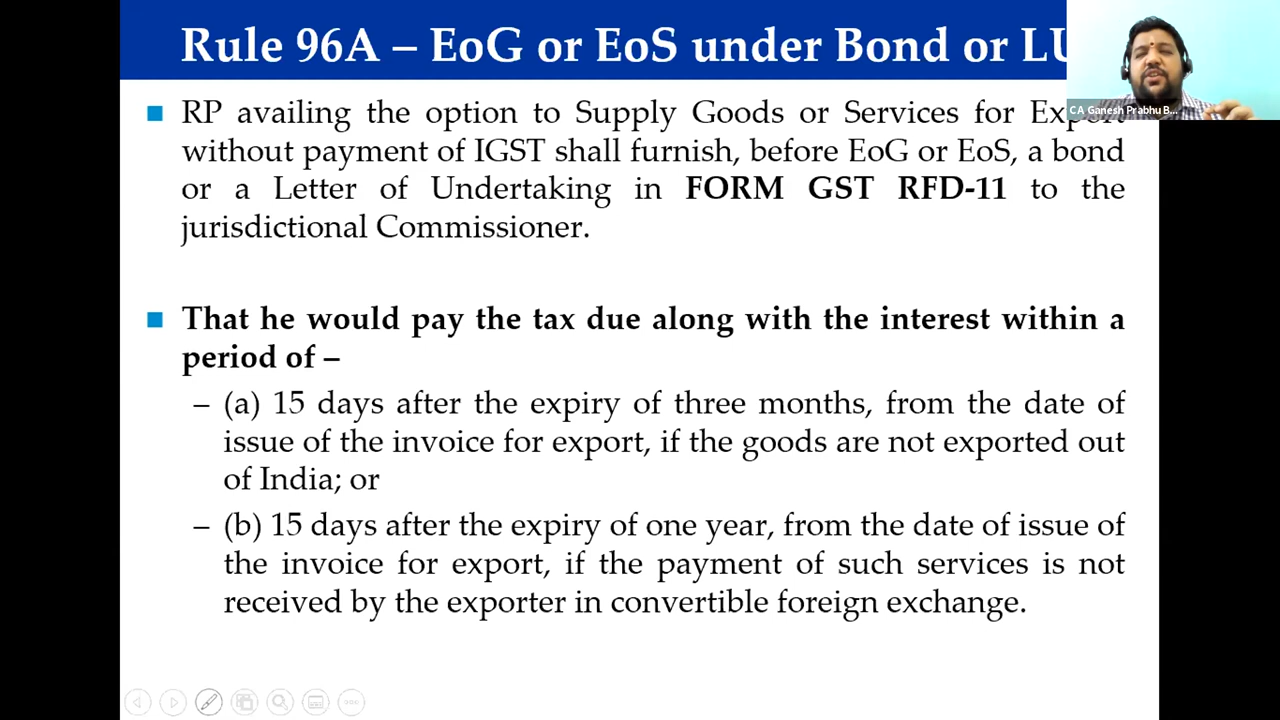 Rule 96A – EoG or EoS under Bond or LU
CA Ganesh Prabhu B...
■ RP availing the option to Supply Goods or Services for Export
without payment of IGST shall furnish, before EoG or EoS, a bond
or a Letter of Undertaking in FORM GST RFD-11 to the
jurisdictional Commissioner.
■ That he would pay the tax due along with the interest within a
period of –
– (a) 15 days after the expiry of three months, from the date of
issue of the invoice for export, if the goods are not exported out
of India; or
– (b) 15 days after the expiry of one year, from the date of issue of
the invoice for export, if the payment of such services is not
received by the exporter in convertible foreign exchange.